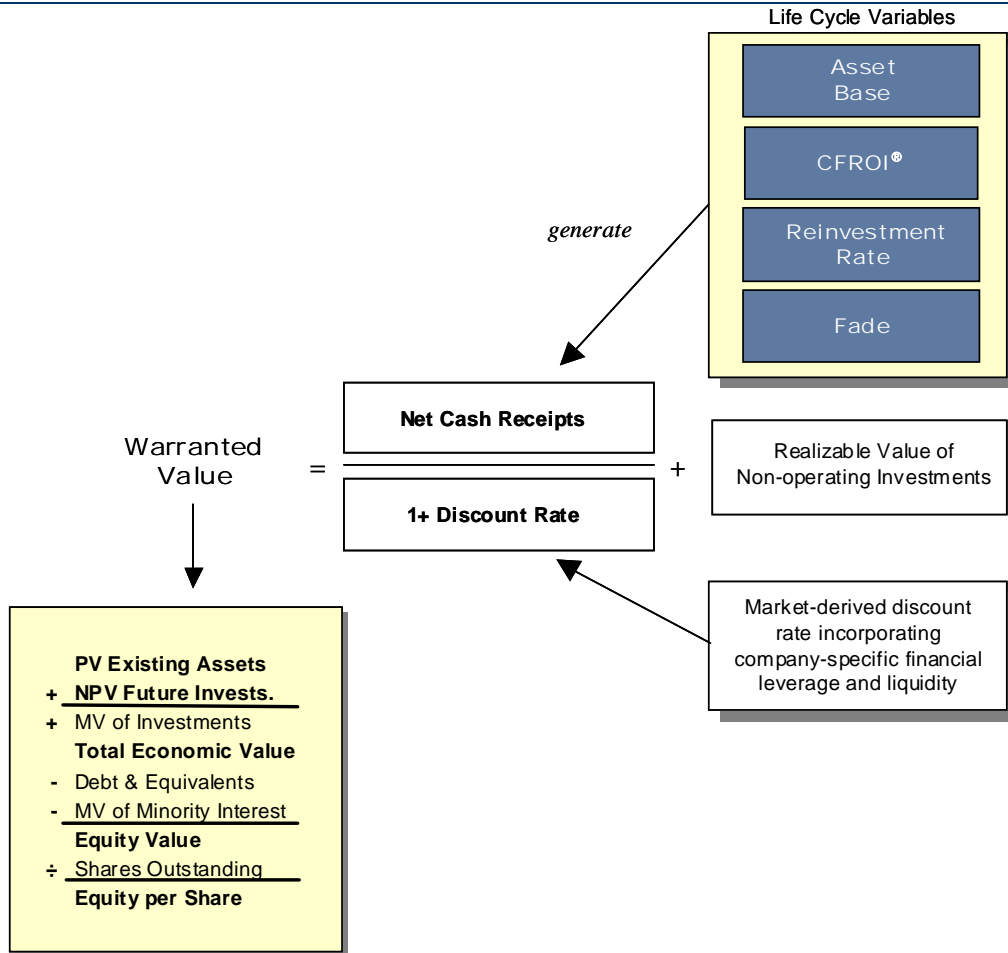 Life Cycle Variables
Asset
Base
CFROI®
Reinvestment
Rate
Fade
generate
Net Cash Receipts
Warranted
Value
=
+
1+ Discount Rate
Realizable Value of
Non-operating Investments
Market-derived discount
rate incorporating
company-specific financial
leverage and liquidity
PV Existing Assets
+ NPV Future Invests.
+ MV of Investments
Total Economic Value
- Debt & Equivalents
- MV of Minority Interest
Equity Value
÷ Shares Outstanding
Equity per Share